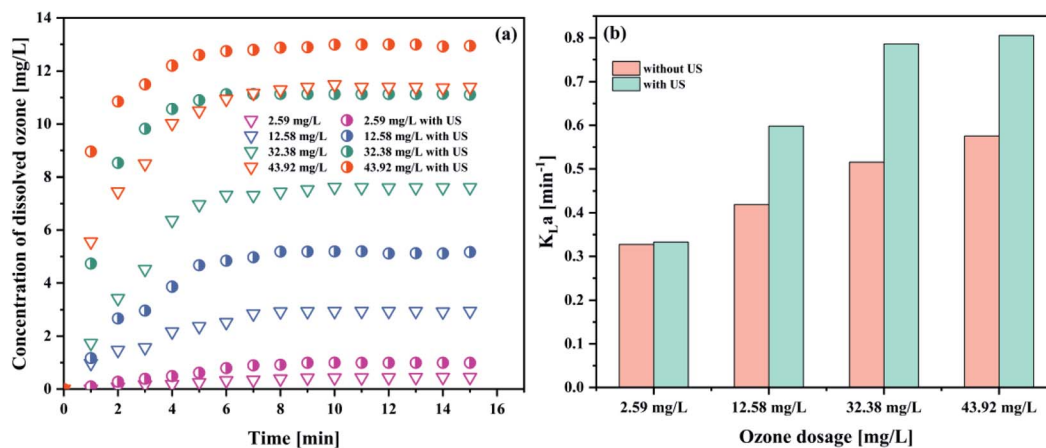 (a)
Concentration of dissolved ozone [mg/L]
14
12
10
8
6
4
2
0
2.59 mg/L
2.59 mg/L with US
12.58 mg/L
12.58 mg/L with US
32.38 mg/L
32.38 mg/L with US
43.92 mg/L
43.92 mg/L with US
0 2 4 6 8 10 12 14 16
Time [min]
(b)
K_L a [min⁻¹]
0.8
0.7
0.6
0.5
0.4
0.3
0.2
0.1
0.0
without US
with US
2.59 mg/L 12.58 mg/L 32.38 mg/L 43.92 mg/L
Ozone dosage [mg/L]